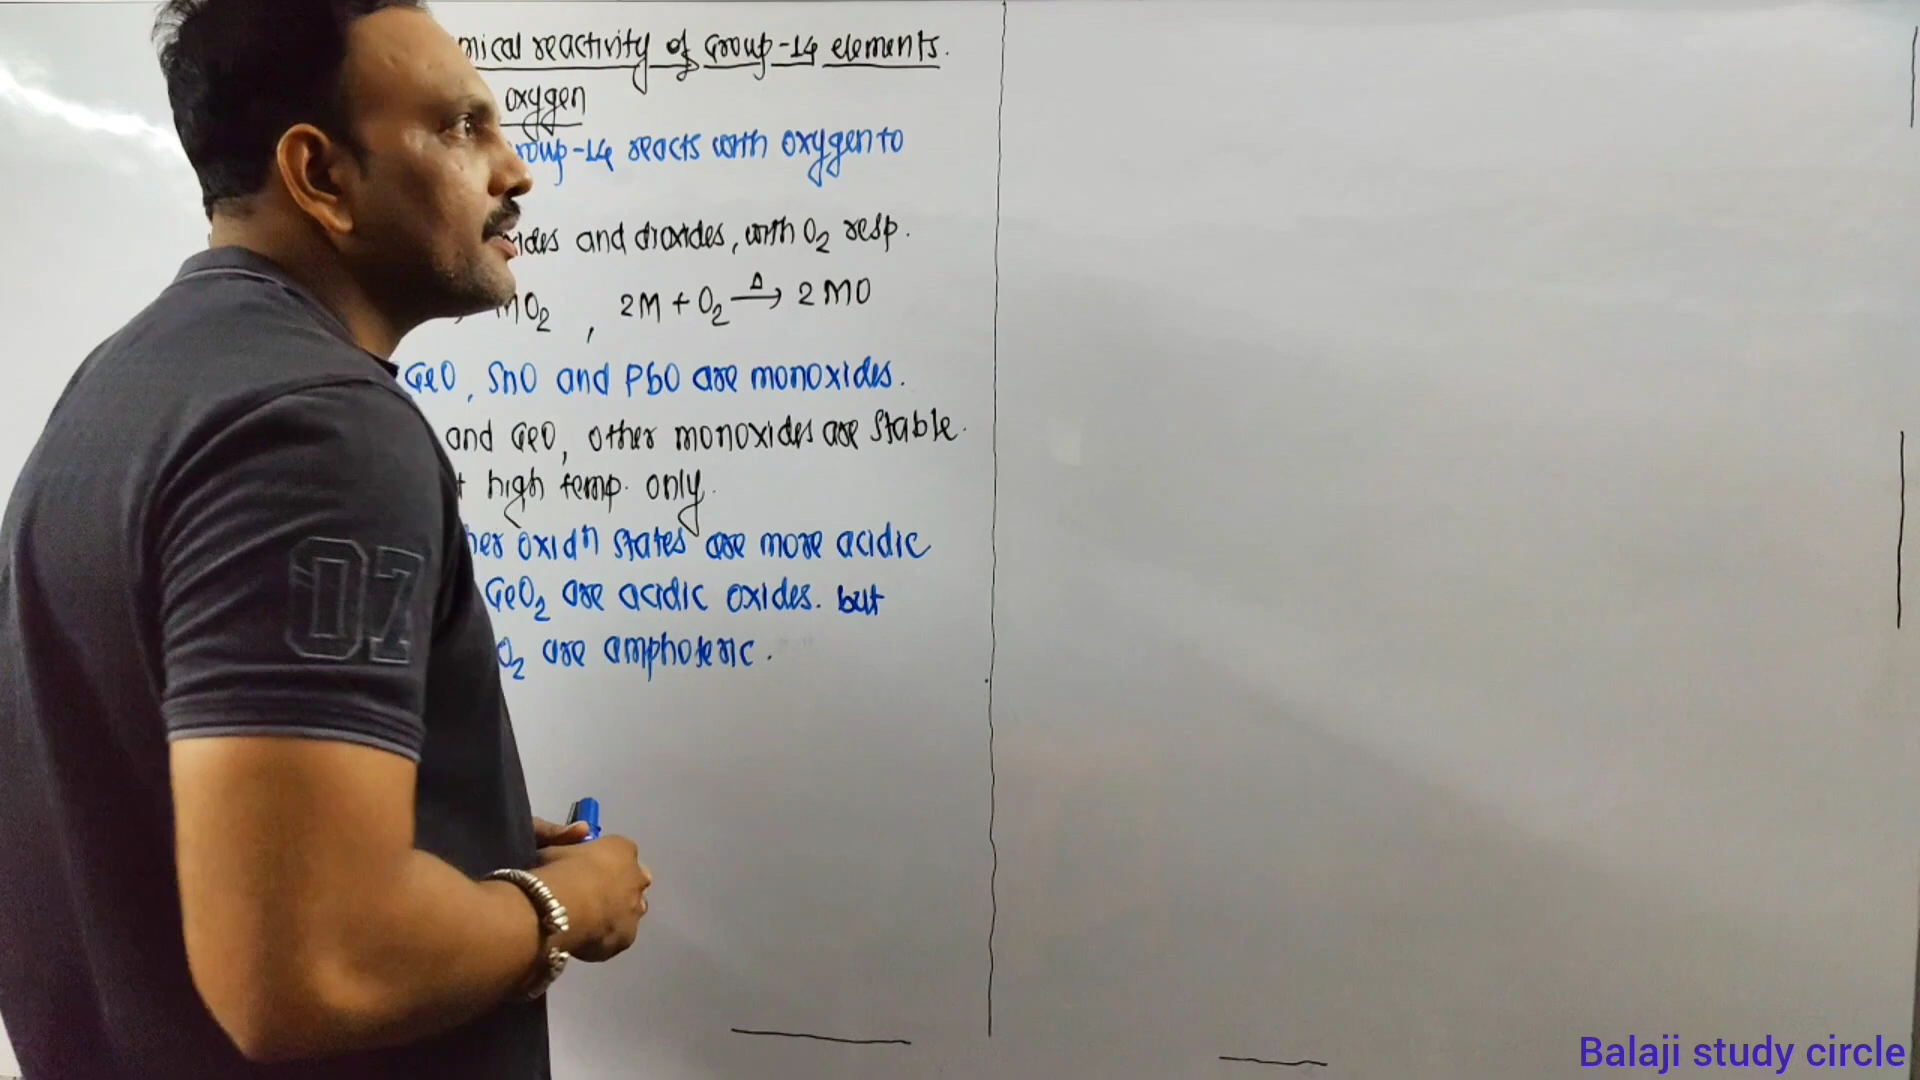 mical reactivity of Group-14 elements.
oxygen
roup-14 reacts with oxygen to
ides and dioxides, with O₂ resp.
MO₂ , 2M + O₂ —Δ→ 2MO
GeO, SnO and PbO are monoxides.
and GeO, other monoxides are stable.
t high temp. only.
her oxidⁿ states are more acidic
GeO₂ are acidic oxides. but
O₂ are amphoteric.
07
Balaji study circle